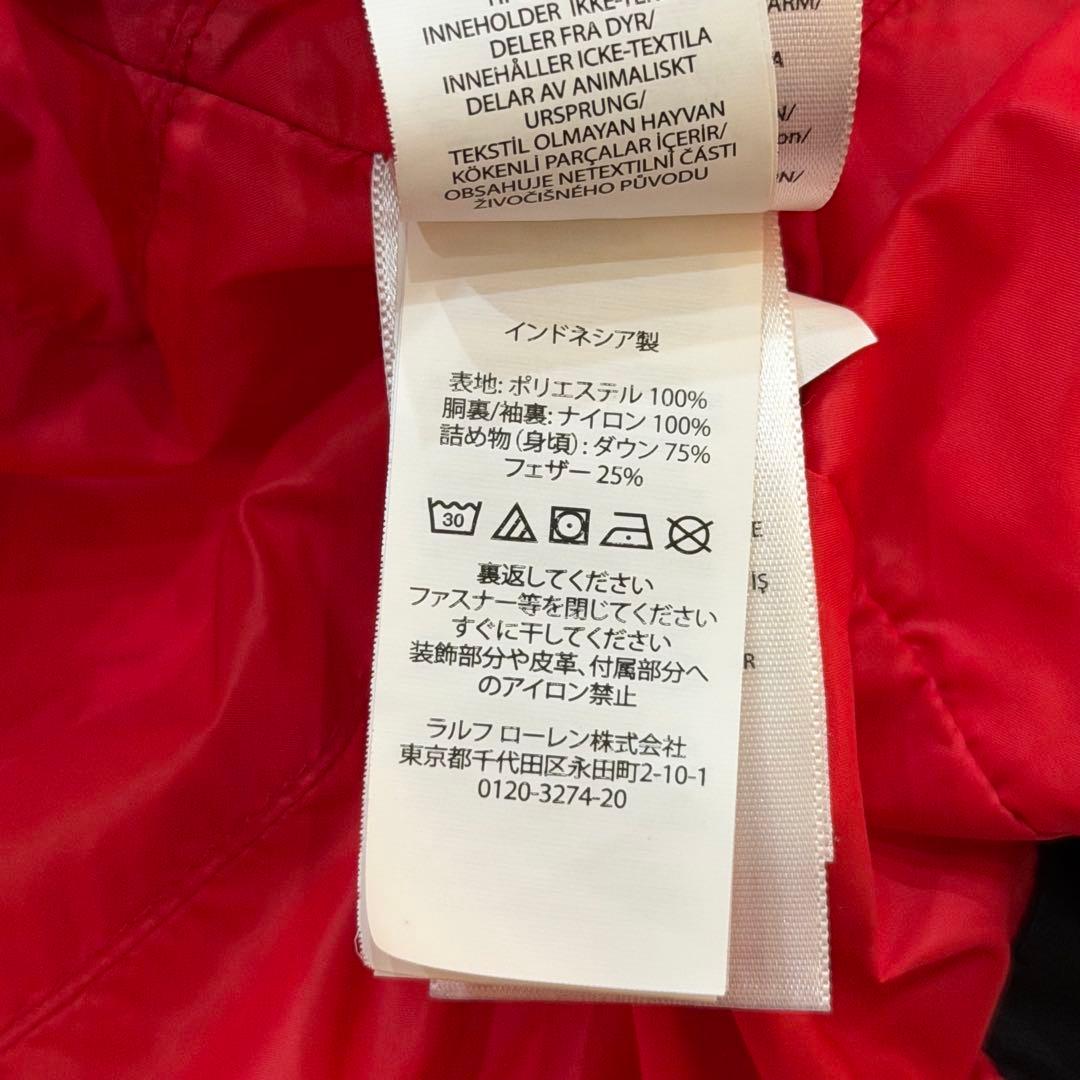 INNEHOLDER IKKE-TE
DELER FRA DYR/
INNEHÅLLER ICKE-TEXTILA
DELAR AV ANIMALISKT
URSPRUNG/
TEKSTIL OLMAYAN HAYVAN
KÖKENLİ PARÇALAR İÇERİR/
OBSAHUJE NETEXTILNÍ ČÁSTI
ŽIVOČIŠNÉHO PŮVODU
インドネシア製
表地: ポリエステル 100%
胴裏/袖裏: ナイロン 100%
詰め物 (身頃) : ダウン 75%
フェザー 25%
30
裏返してください
ファスナー等を閉じてください
すぐに干してください
装飾部分や皮革、付属部分へ
のアイロン禁止
ラルフ ローレン株式会社
東京都千代田区永田町2-10-1
0120-3274-20